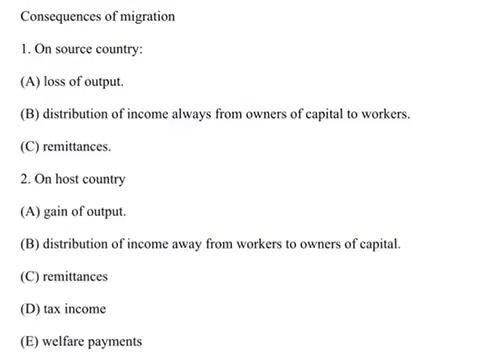 Consequences of migration
1. On source country:
(A) loss of output.
(B) distribution of income always from owners of capital to workers.
(C) remittances.
2. On host country
(A) gain of output.
(B) distribution of income away from workers to owners of capital.
(C) remittances
(D) tax income
(E) welfare payments